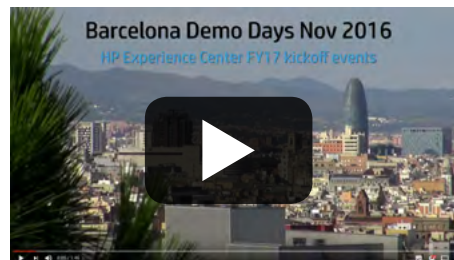 Barcelona Demo Days Nov 2016
HP Experience Center FY17 kickoff events